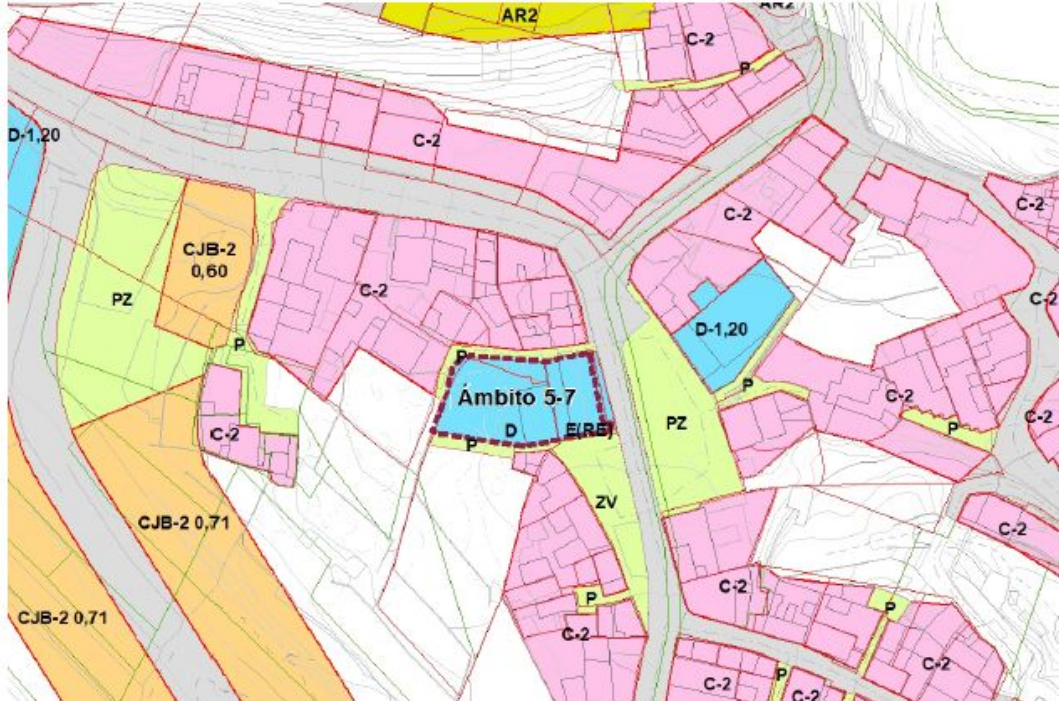 AR2
AR2
C-2
P
C-2
D-1,20
C-2
C-2
C-2
CJB-2
0,60
PZ
C-2
D-1,20
P
P
Ámbito 5-7
P
C-2
C-2
PZ
P
D
E(RE)
P
ZV
CJB-2 0,71
C-2
P
P
C-2
CJB-2 0,71
C-2
C-2
P
C-2
C-2